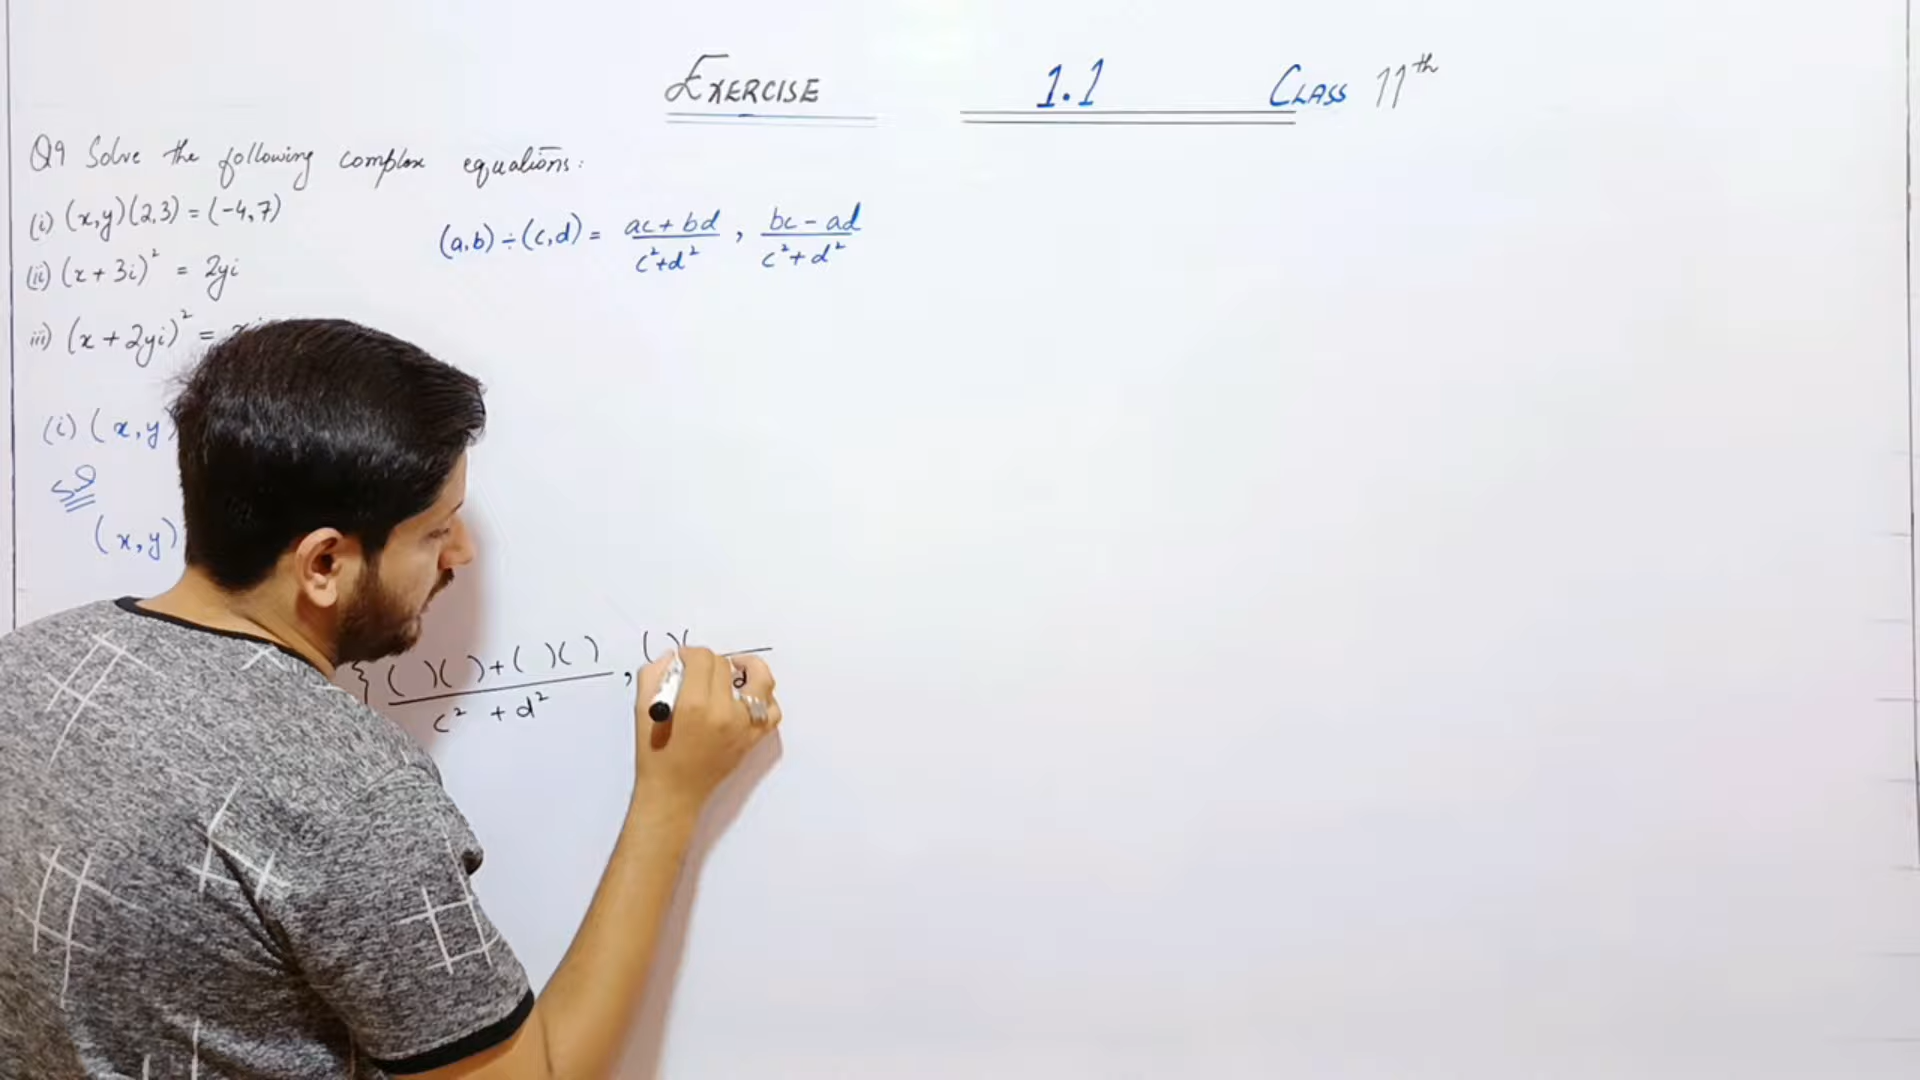 EXERCISE 1.1 CLASS 11th
Q9 Solve the following complex equations:
(i) (x,y)(2,3) = (-4,7)
(a,b) ÷ (c,d) = ac + bd / c² + d² , bc - ad / c² + d²
(ii) (x + 3i)² = 2yi
iii) (x + 2yi)² =
(i) (x,y
(x,y)
{ ( )( ) + ( )( ) / c² + d² , ( )(